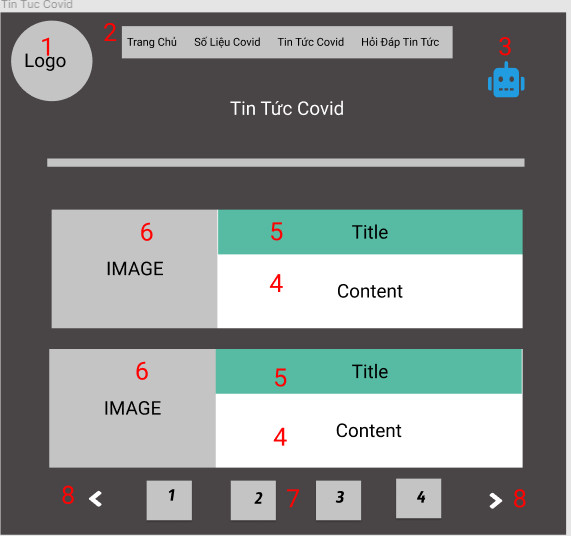 Tin Tuc Covid
1
Logo
2
Trang Chủ Số Liệu Covid Tin Tức Covid Hỏi Đáp Tin Tức
3
Tin Tức Covid
6
IMAGE
5
Title
4
Content
6
IMAGE
5
Title
4
Content
8 < 1 2 7 3 4 > 8